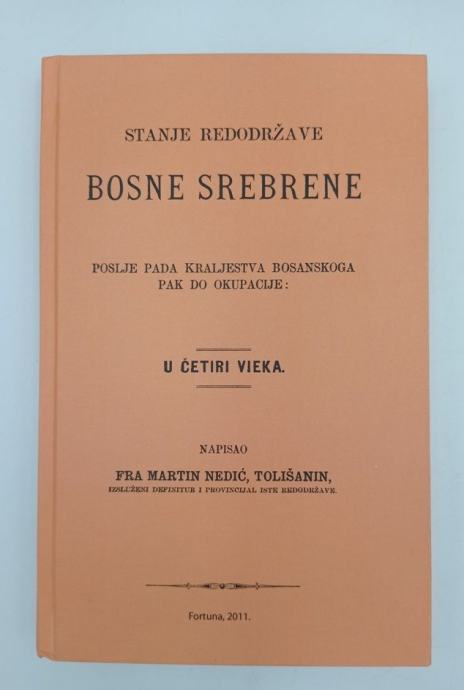 STANJE REDODRŽAVE
BOSNE SREBRENE
POSLJE PADA KRALJESTVA BOSANSKOGA
PAK DO OKUPACIJE:
U ČETIRI VIEKA.
NAPISAO
FRA MARTIN NEDIĆ, TOLIŠANIN,
IZSLUŽENI DEFINITUR I PROVINCIJAL ISTE REDODRŽAVE.
Fortuna, 2011.